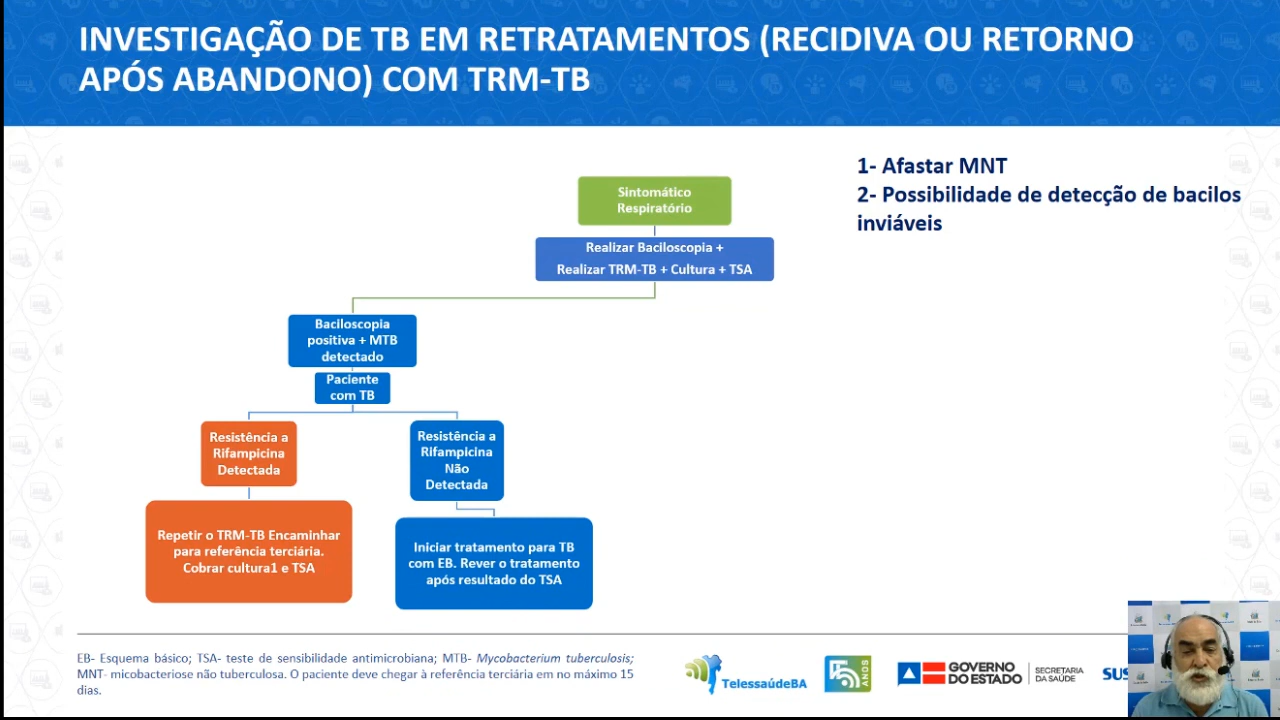 INVESTIGAÇÃO DE TB EM RETRATAMENTOS (RECIDIVA OU RETORNO
APÓS ABANDONO) COM TRM-TB
1- Afastar MNT
2- Possibilidade de detecção de bacilos
inviáveis
Sintomático
Respiratório
Realizar Baciloscopia +
Realizar TRM-TB + Cultura + TSA
Baciloscopia
positiva + MTB
detectado
Paciente
com TB
Resistência a
Rifampicina
Detectada
Resistência a
Rifampicina
Não
Detectada
Repetir o TRM-TB Encaminhar
para referência terciária.
Cobrar cultura1 e TSA
Iniciar tratamento para TB
com EB. Rever o tratamento
após resultado do TSA
EB- Esquema básico; TSA- teste de sensibilidade antimicrobiana; MTB- Mycobacterium tuberculosis;
MNT- micobacteriose não tuberculosa. O paciente deve chegar à referência terciária em no máximo 15
dias.
TelessaúdeBA
ANOS
GOVERNO
DO ESTADO
SECRETARIA
DA SAÚDE
SUS